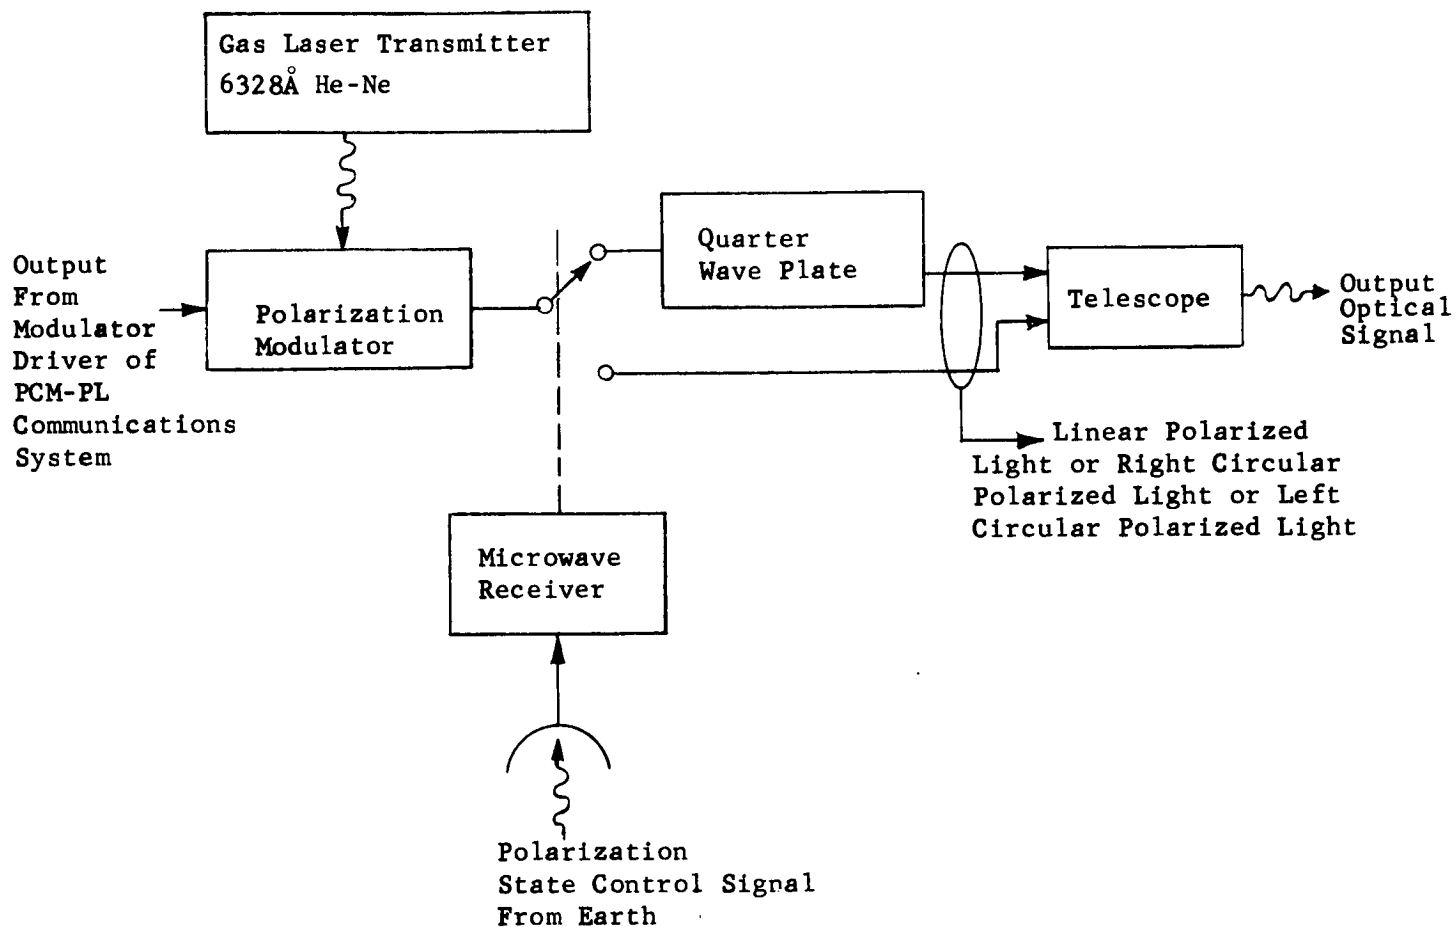 Gas Laser Transmitter
6328Å He-Ne
Output
From
Modulator
Driver of
PCM-PL
Communications
System
Polarization
Modulator
Quarter
Wave Plate
Telescope
Output
Optical
Signal
Linear Polarized
Light or Right Circular
Polarized Light or Left
Circular Polarized Light
Microwave
Receiver
Polarization
State Control Signal
From Earth